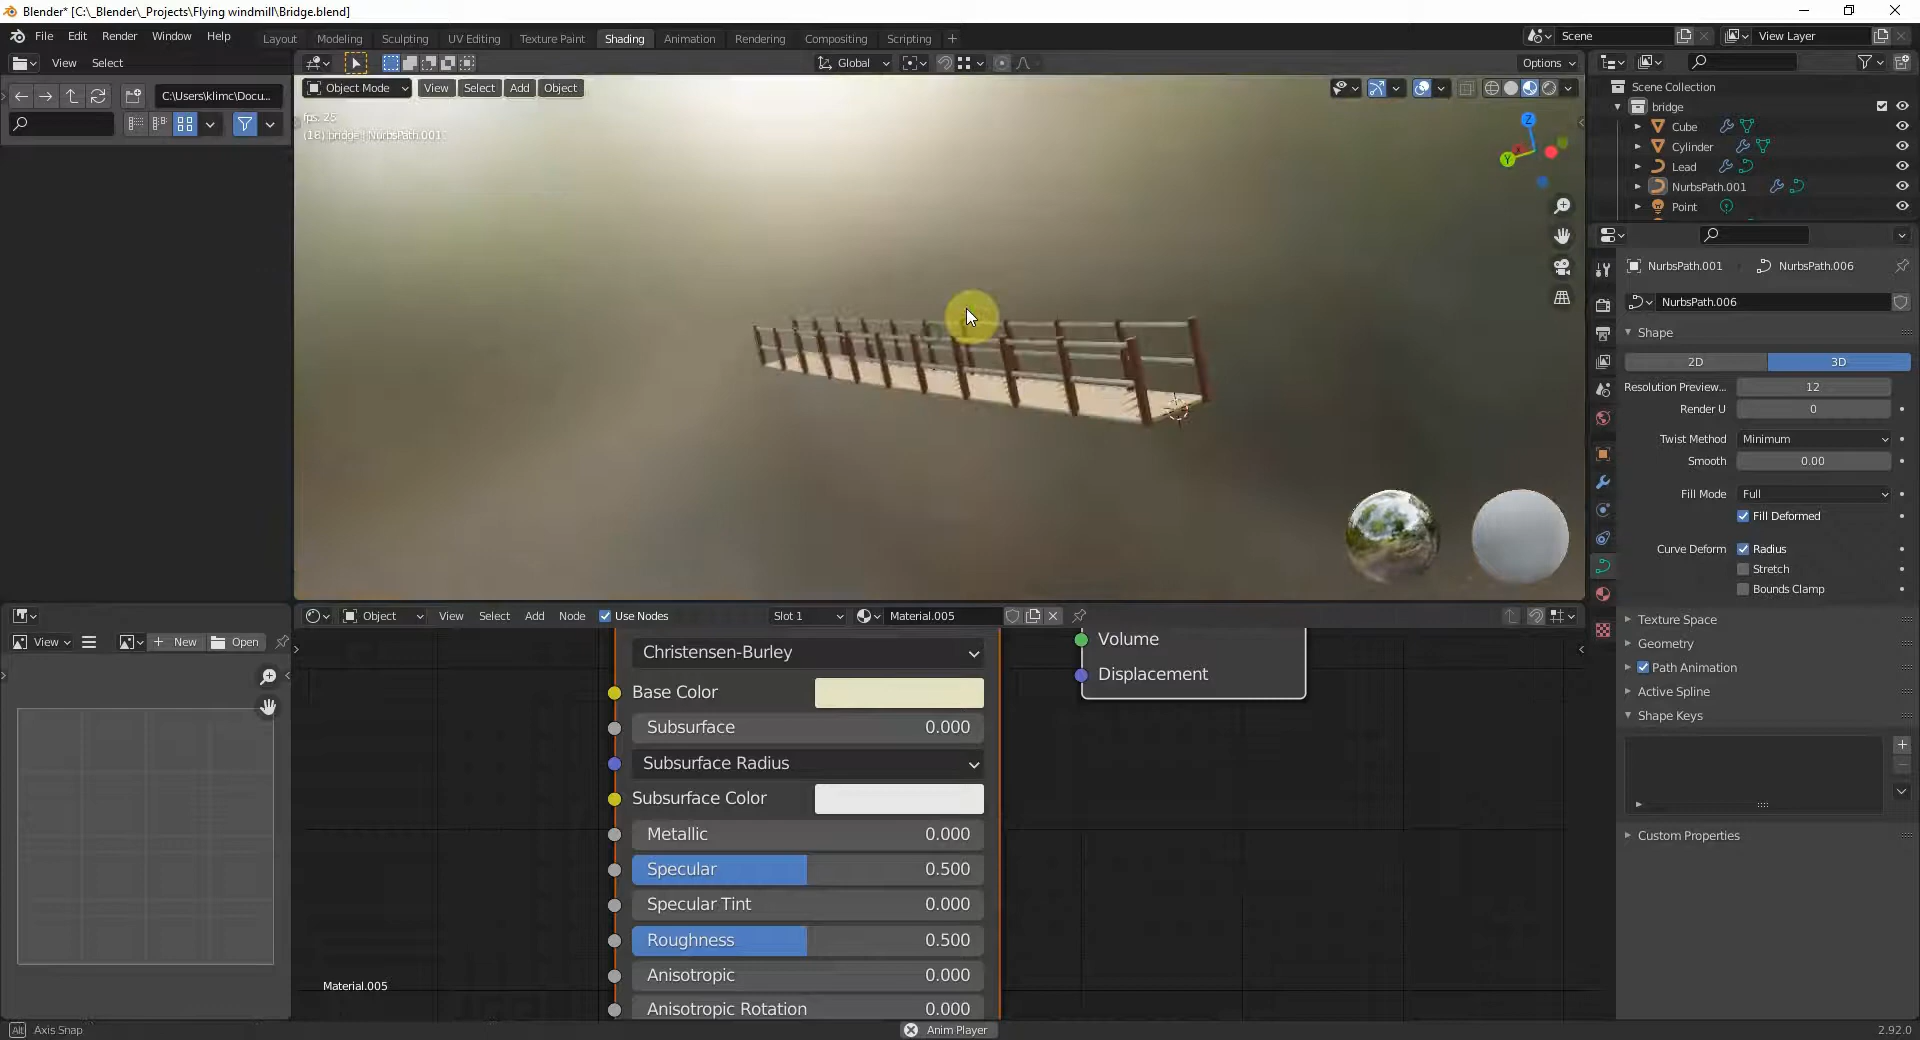 Blender* [C:\_Blender\_Projects\Flying windmill\Bridge.blend]
File Edit Render Window Help
Layout Modeling Sculpting UV Editing Texture Paint Shading Animation Rendering Compositing Scripting
Scene View Layer
View Select
Global
Options
C:\Users\klimc\Docu...
Object Mode View Select Add Object
fps: 25
(18) bridge | NurbsPath.001
Z
Y
Scene Collection
bridge
Cube
Cylinder
Lead
NurbsPath.001
Point
NurbsPath.001 NurbsPath.006
NurbsPath.006
Shape
2D 3D
Resolution Preview... 12
Render U 0
Twist Method Minimum
Smooth 0.00
Fill Mode Full
Fill Deformed
Curve Deform Radius
Stretch
Bounds Clamp
Texture Space
Geometry
Path Animation
Active Spline
Shape Keys
Custom Properties
View New Open
Object View Select Add Node Use Nodes Slot 1 Material.005
Christensen-Burley
Base Color
Subsurface 0.000
Subsurface Radius
Subsurface Color
Metallic 0.000
Specular 0.500
Specular Tint 0.000
Roughness 0.500
Anisotropic 0.000
Anisotropic Rotation 0.000
Volume
Displacement
Material.005
Alt Axis Snap
Anim Player
2.92.0